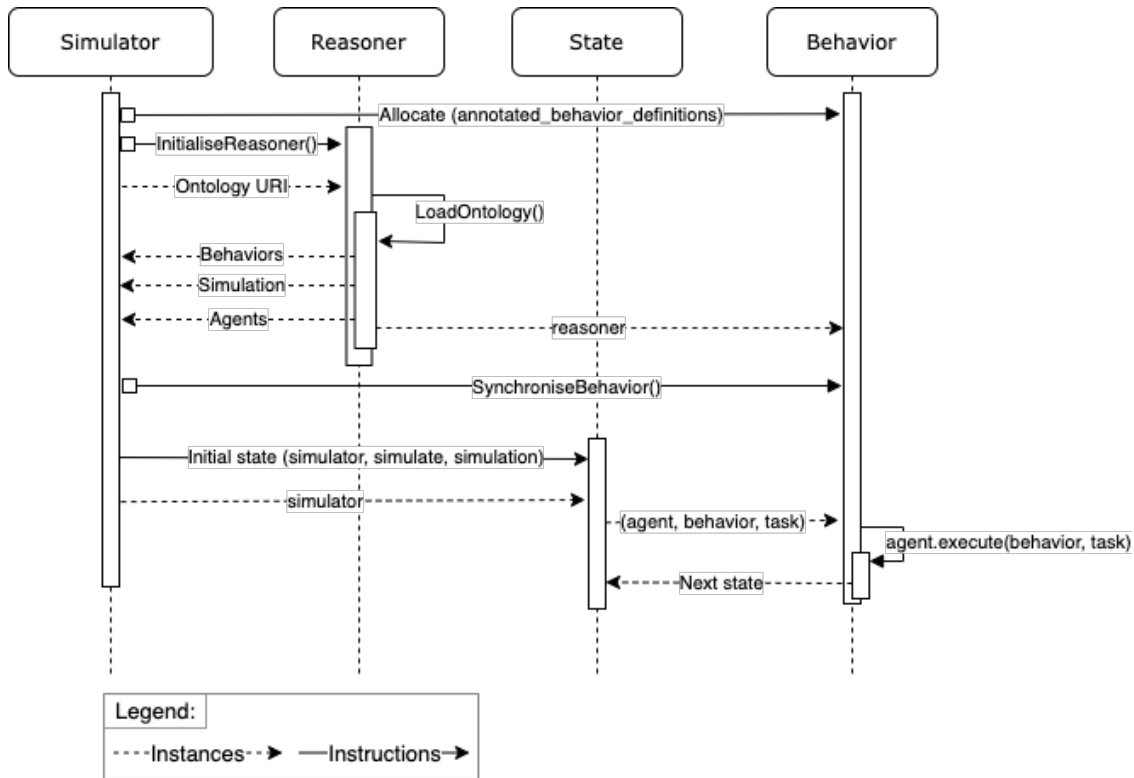 Simulator
Reasoner
State
Behavior
Allocate (annotated_behavior_definitions)
InitialiseReasoner()
Ontology URI
LoadOntology()
Behaviors
Simulation
Agents
reasoner
SynchroniseBehavior()
Initial state (simulator, simulate, simulation)
simulator
(agent, behavior, task)
agent.execute(behavior, task)
Next state
Legend:
Instances
Instructions